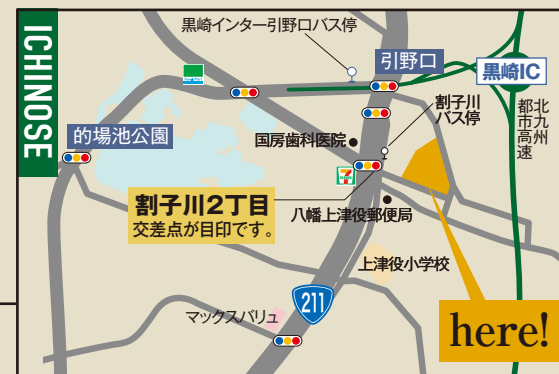 ICHINOSE
黒崎インター引野口バス停
引野口
黒崎IC
北九州
都市高速
的場池公園
割子川
バス停
国房歯科医院
割子川2丁目
交差点が目印です。
八幡上津役郵便局
上津役小学校
211
マックスバリュ
here!